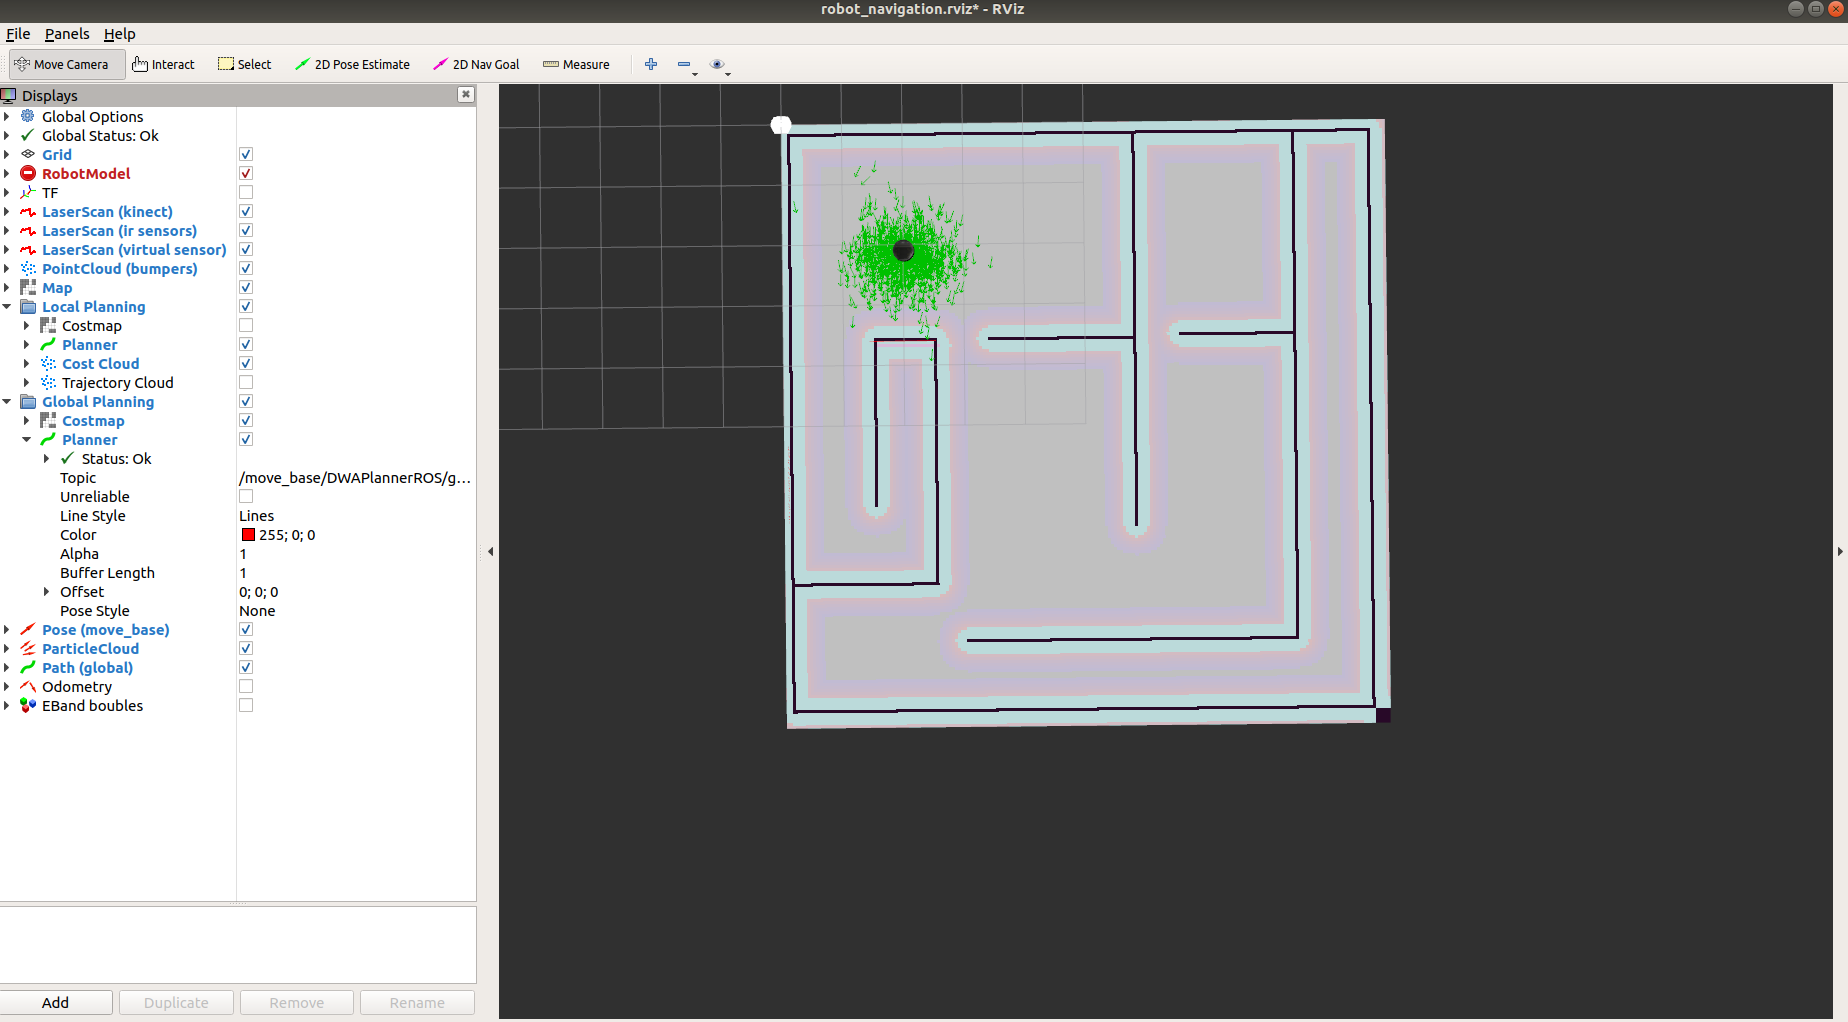 robot_navigation.rviz* - RViz
File Panels Help
Move Camera Interact Select 2D Pose Estimate 2D Nav Goal Measure
Displays
Global Options
Global Status: Ok
Grid
RobotModel
TF
LaserScan (kinect)
LaserScan (ir sensors)
LaserScan (virtual sensor)
PointCloud (bumpers)
Map
Local Planning
Costmap
Planner
Cost Cloud
Trajectory Cloud
Global Planning
Costmap
Planner
Status: Ok
Topic /move_base/DWAPlannerROS/g...
Unreliable
Line Style Lines
Color 255; 0; 0
Alpha 1
Buffer Length 1
Offset 0; 0; 0
Pose Style None
Pose (move_base)
ParticleCloud
Path (global)
Odometry
EBand boubles
Add Duplicate Remove Rename